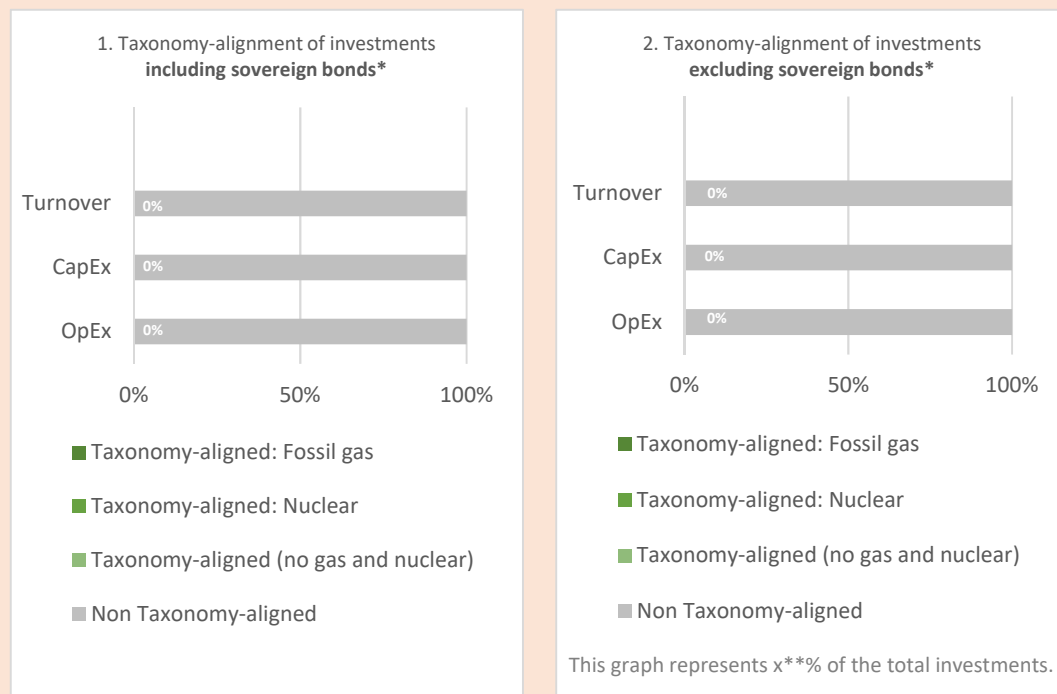 1. Taxonomy-alignment of investments
including sovereign bonds*
Turnover
0%
CapEx
0%
OpEx
0%
0%
50%
100%
Taxonomy-aligned: Fossil gas
Taxonomy-aligned: Nuclear
Taxonomy-aligned (no gas and nuclear)
Non Taxonomy-aligned
2. Taxonomy-alignment of investments
excluding sovereign bonds*
Turnover
0%
CapEx
0%
OpEx
0%
0%
50%
100%
Taxonomy-aligned: Fossil gas
Taxonomy-aligned: Nuclear
Taxonomy-aligned (no gas and nuclear)
Non Taxonomy-aligned
This graph represents x**% of the total investments.